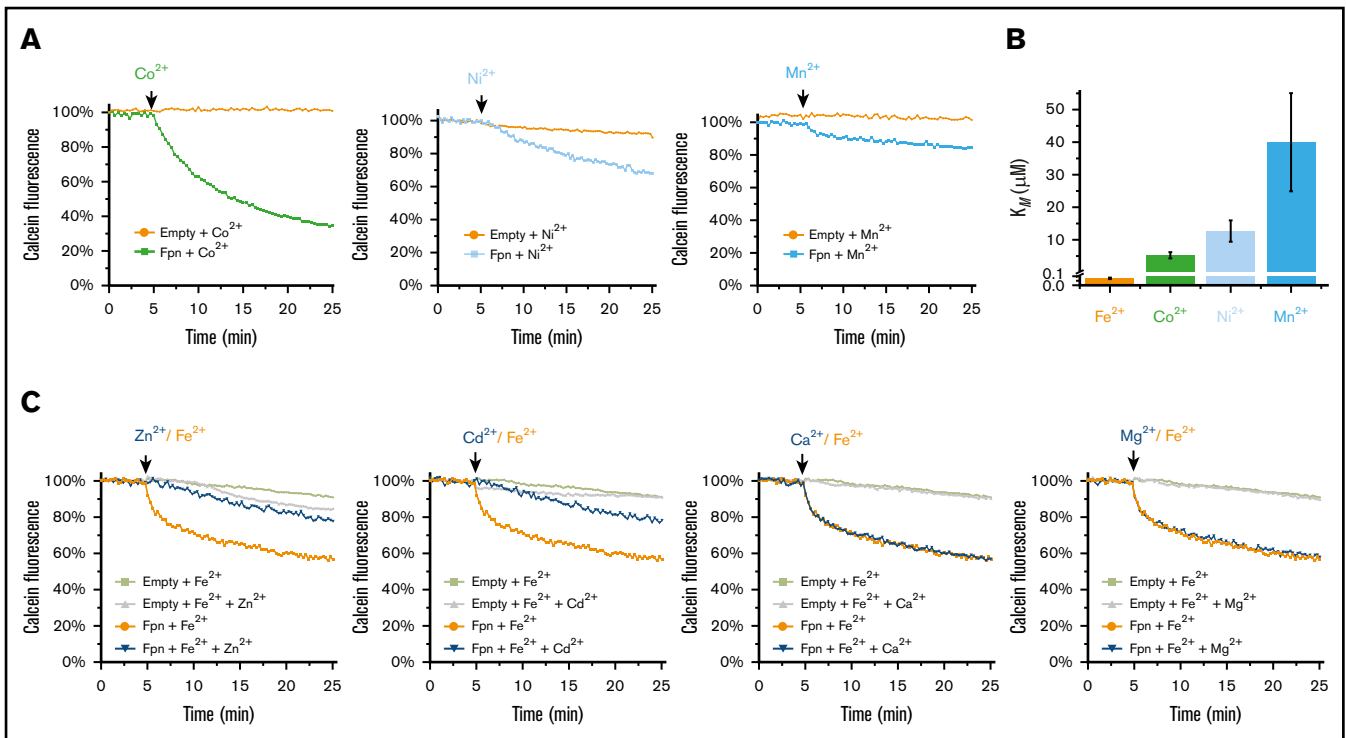 A
Co2+
Calcein fluorescence
100%
80%
60%
40%
20%
0%
Empty + Co2+
Fpn + Co2+
0 5 10 15 20 25
Time (min)
Ni2+
Calcein fluorescence
100%
80%
60%
40%
20%
0%
Empty + Ni2+
Fpn + Ni2+
0 5 10 15 20 25
Time (min)
Mn2+
Calcein fluorescence
100%
80%
60%
40%
20%
0%
Empty + Mn2+
Fpn + Mn2+
0 5 10 15 20 25
Time (min)
B
KM (μM)
50
40
30
20
10
0.1
0.0
Fe2+ Co2+ Ni2+ Mn2+
C
Zn2+/ Fe2+
Calcein fluorescence
100%
80%
60%
40%
20%
0%
Empty + Fe2+
Empty + Fe2+ + Zn2+
Fpn + Fe2+
Fpn + Fe2+ + Zn2+
0 5 10 15 20 25
Time (min)
Cd2+/ Fe2+
Calcein fluorescence
100%
80%
60%
40%
20%
0%
Empty + Fe2+
Empty + Fe2+ + Cd2+
Fpn + Fe2+
Fpn + Fe2+ + Cd2+
0 5 10 15 20 25
Time (min)
Ca2+/ Fe2+
Calcein fluorescence
100%
80%
60%
40%
20%
0%
Empty + Fe2+
Empty + Fe2+ + Ca2+
Fpn + Fe2+
Fpn + Fe2+ + Ca2+
0 5 10 15 20 25
Time (min)
Mg2+/ Fe2+
Calcein fluorescence
100%
80%
60%
40%
20%
0%
Empty + Fe2+
Empty + Fe2+ + Mg2+
Fpn + Fe2+
Fpn + Fe2+ + Mg2+
0 5 10 15 20 25
Time (min)